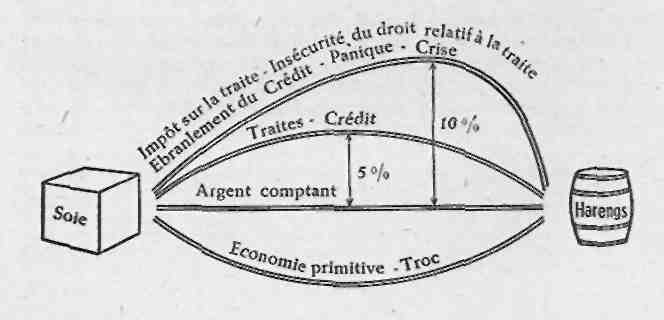 Impôt sur la traite - Insécurité du droit relatif à la traite
Ebranlement du Crédit - Panique - Crise
Traites - Crédit
10 %
5 %
Argent comptant
Soie
Harengs
Economie primitive - Troc